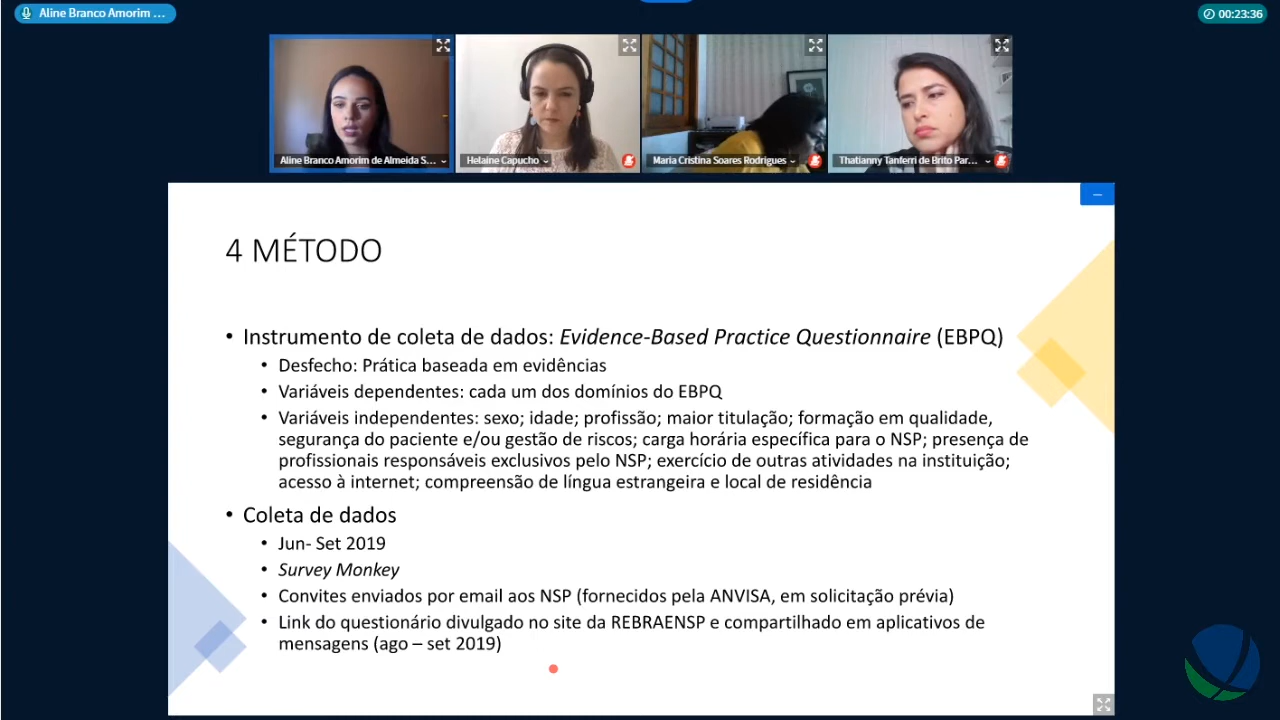 Aline Branco Amorim ...
00:23:36
Aline Branco Amorim de Almeida S...
Helaine Capucho
Maria Cristina Soares Rodrigues
Thatianny Tanferri de Brito Par...
4 MÉTODO
• Instrumento de coleta de dados: Evidence-Based Practice Questionnaire (EBPQ)
• Desfecho: Prática baseada em evidências
• Variáveis dependentes: cada um dos domínios do EBPQ
• Variáveis independentes: sexo; idade; profissão; maior titulação; formação em qualidade,
segurança do paciente e/ou gestão de riscos; carga horária específica para o NSP; presença de
profissionais responsáveis exclusivos pelo NSP; exercício de outras atividades na instituição;
acesso à internet; compreensão de língua estrangeira e local de residência
• Coleta de dados
• Jun- Set 2019
• Survey Monkey
• Convites enviados por email aos NSP (fornecidos pela ANVISA, em solicitação prévia)
• Link do questionário divulgado no site da REBRAENSP e compartilhado em aplicativos de
mensagens (ago – set 2019)